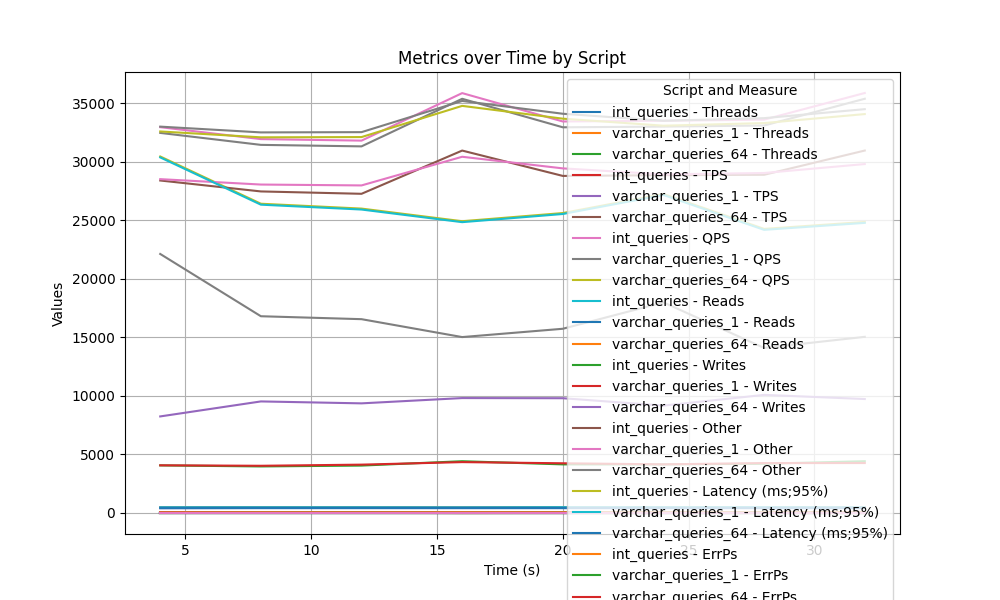 Metrics over Time by Script
Values
35000
30000
25000
20000
15000
10000
5000
0
5
10
15
20
25
30
Time (s)
Script and Measure
int_queries - Threads
varchar_queries_1 - Threads
varchar_queries_64 - Threads
int_queries - TPS
varchar_queries_1 - TPS
varchar_queries_64 - TPS
int_queries - QPS
varchar_queries_1 - QPS
varchar_queries_64 - QPS
int_queries - Reads
varchar_queries_1 - Reads
varchar_queries_64 - Reads
int_queries - Writes
varchar_queries_1 - Writes
varchar_queries_64 - Writes
int_queries - Other
varchar_queries_1 - Other
varchar_queries_64 - Other
int_queries - Latency (ms;95%)
varchar_queries_1 - Latency (ms;95%)
varchar_queries_64 - Latency (ms;95%)
int_queries - ErrPs
varchar_queries_1 - ErrPs
varchar_queries_64 - ErrPs